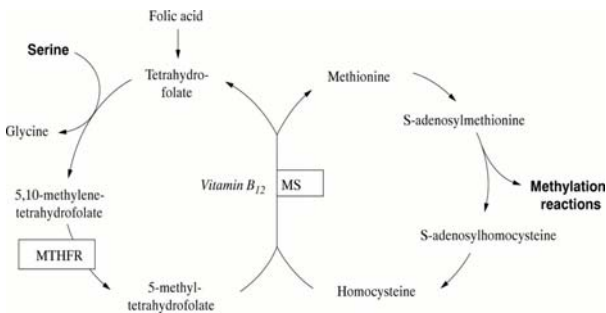 Folic acid
Serine
Tetrahydro-
folate
Methionine
S-adenosylmethionine
Glycine
Vitamin B12
MS
Methylation
reactions
5,10-methylene-
tetrahydrofolate
S-adenosylhomocysteine
MTHFR
5-methyl-
tetrahydrofolate
Homocysteine